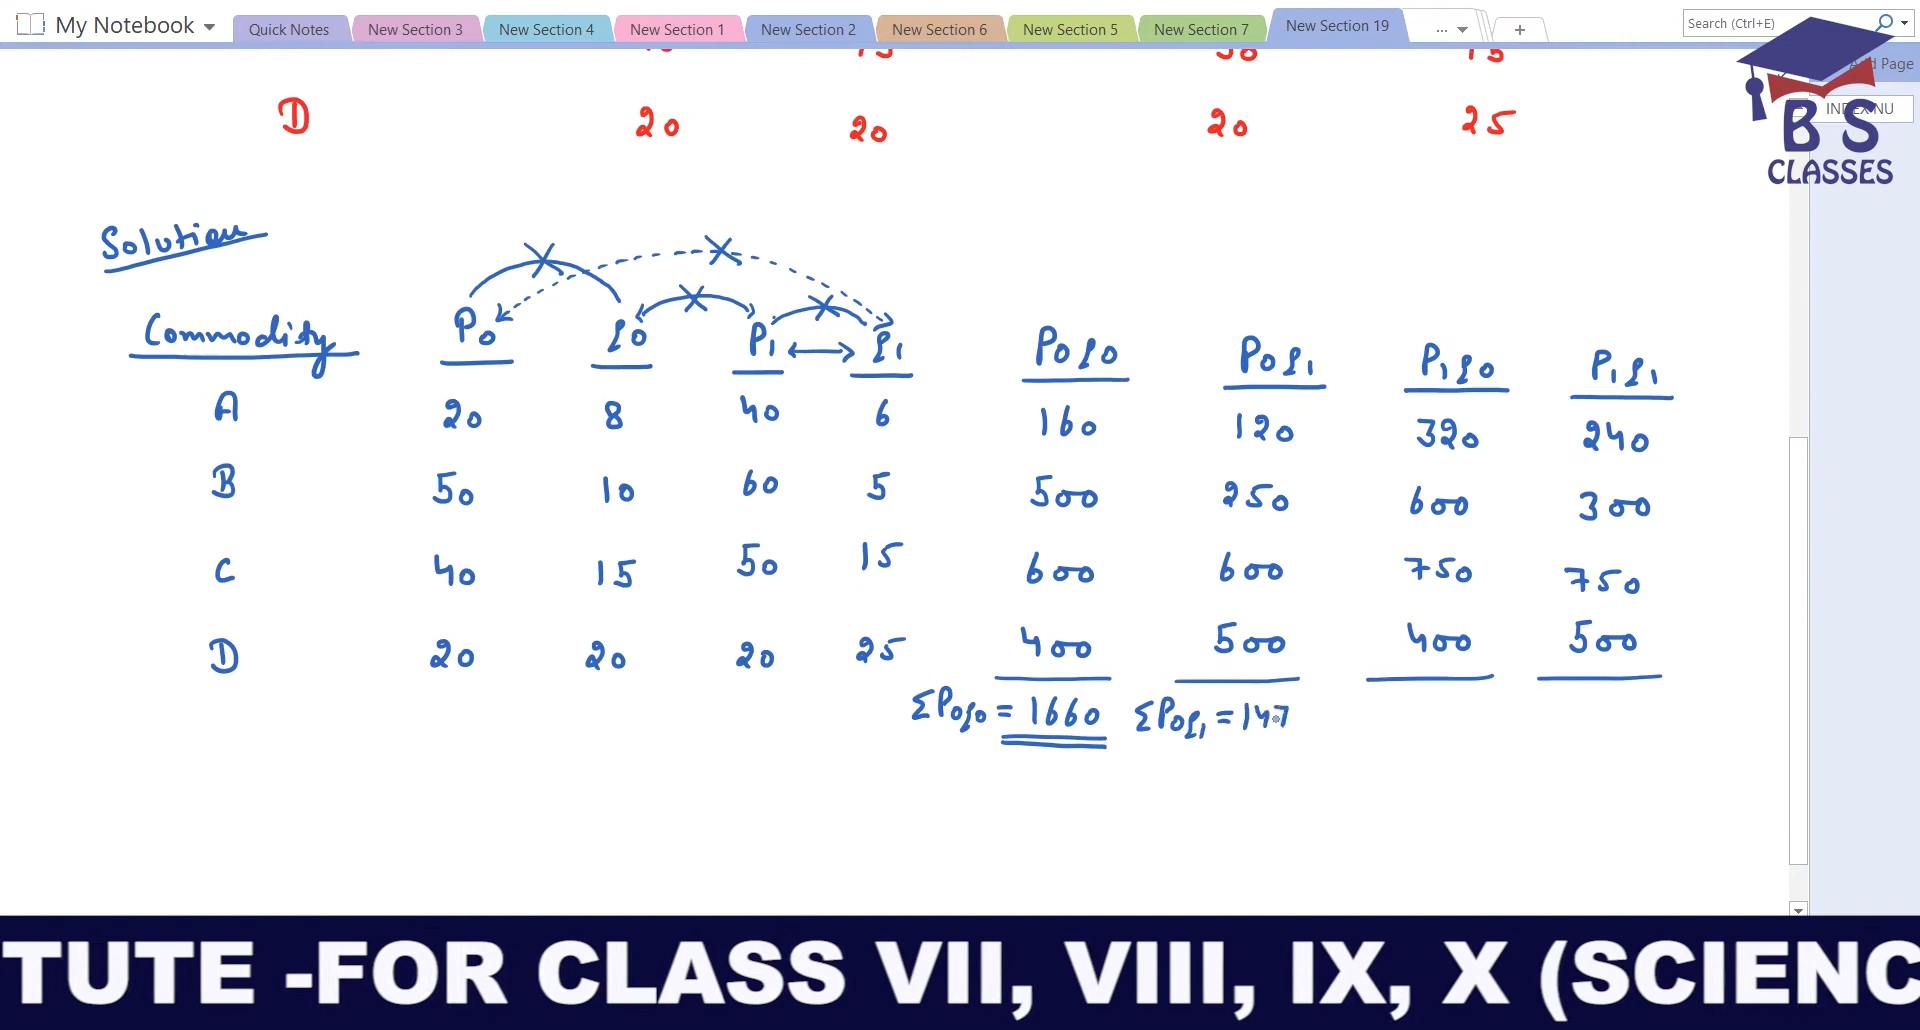 My Notebook Quick Notes New Section 3 New Section 4 New Section 1 New Section 2 New Section 6 New Section 5 New Section 7 New Section 19 ... + Search (Ctrl+E)
Page
INDEX NU
B S
CLASSES
D 20 20 20 25
Solution
Commodity P₀ q₀ P₁ q₁ P₀q₀ P₀q₁ P₁q₀ P₁q₁
A 20 8 40 6 160 120 320 240
B 50 10 60 5 500 250 600 300
C 40 15 50 15 600 600 750 750
D 20 20 20 25 400 500 400 500
ΣP₀q₀ = 1660 ΣP₀q₁ = 147
TUTE -FOR CLASS VII, VIII, IX, X (SCIENC